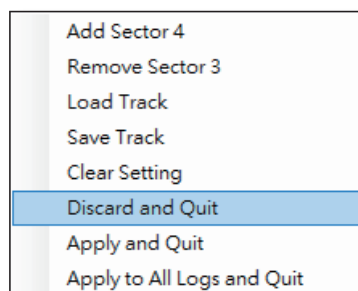 Add Sector 4
Remove Sector 3
Load Track
Save Track
Clear Setting
Discard and Quit
Apply and Quit
Apply to All Logs and Quit